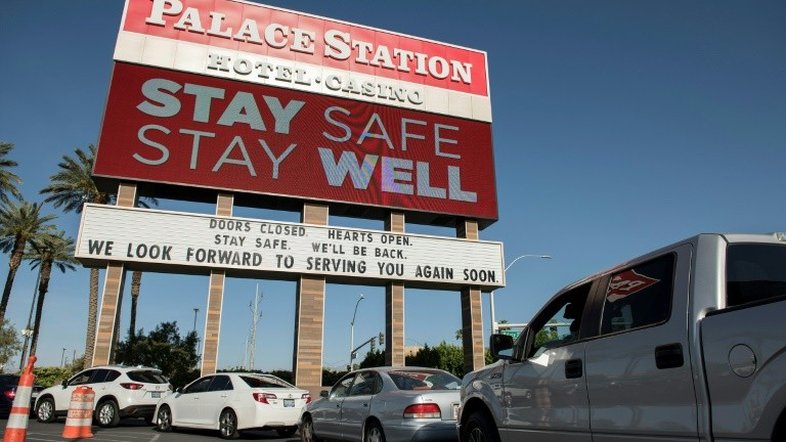 PALACE STATION
HOTEL · CASINO
STAY SAFE
STAY WELL
DOORS CLOSED. HEARTS OPEN.
STAY SAFE. WE'LL BE BACK.
WE LOOK FORWARD TO SERVING YOU AGAIN SOON.